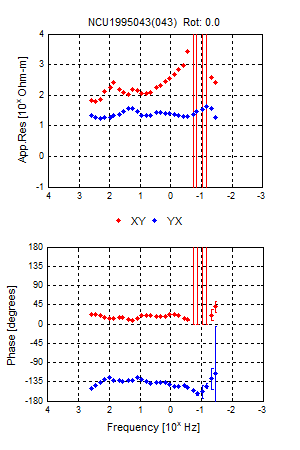 NCU1995043(043) Rot: 0.0
App.Res [10^x Ohm-m]
4
3
2
1
0
-1
4 3 2 1 0 -1 -2 -3
XY YX
Phase [degrees]
180
135
90
45
0
-45
-90
-135
-180
4 3 2 1 0 -1 -2 -3
Frequency [10^x Hz]